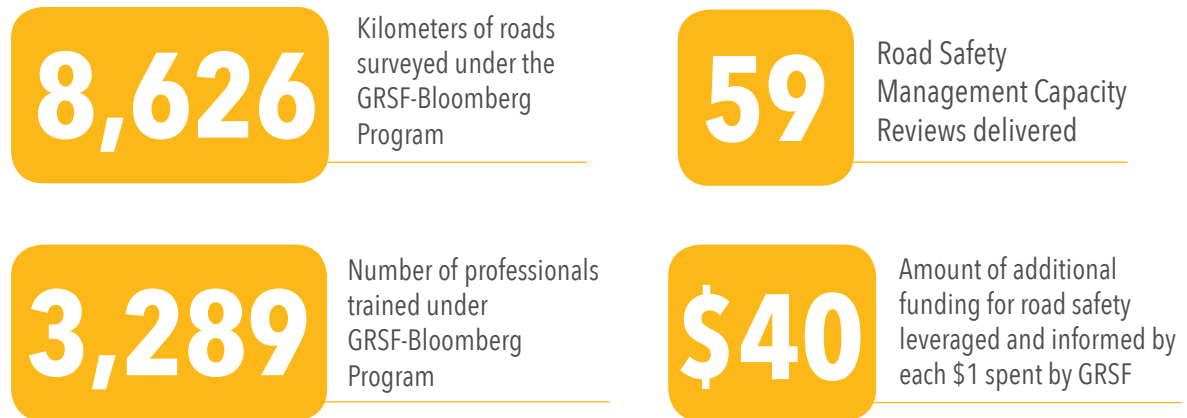 8,626
Kilometers of roads
surveyed under the
GRSF-Bloomberg
Program
59
Road Safety
Management Capacity
Reviews delivered
3,289
Number of professionals
trained under
GRSF-Bloomberg
Program
$40
Amount of additional
funding for road safety
leveraged and informed by
each $1 spent by GRSF